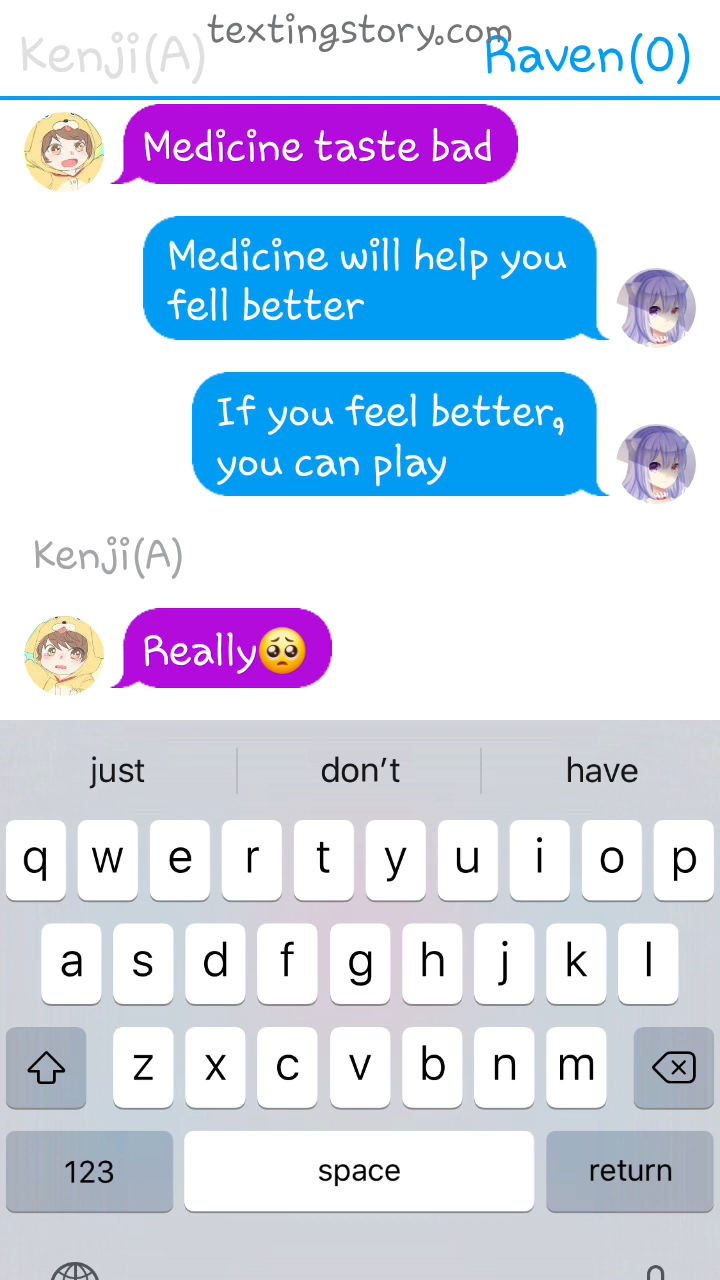 textingstory.com
Kenji(A) Raven(O)
Medicine taste bad
Medicine will help you
fell better
If you feel better,
you can play
Kenji(A)
Really🥺
just don't have
q w e r t y u i o p
a s d f g h j k l
z x c v b n m
123 space return